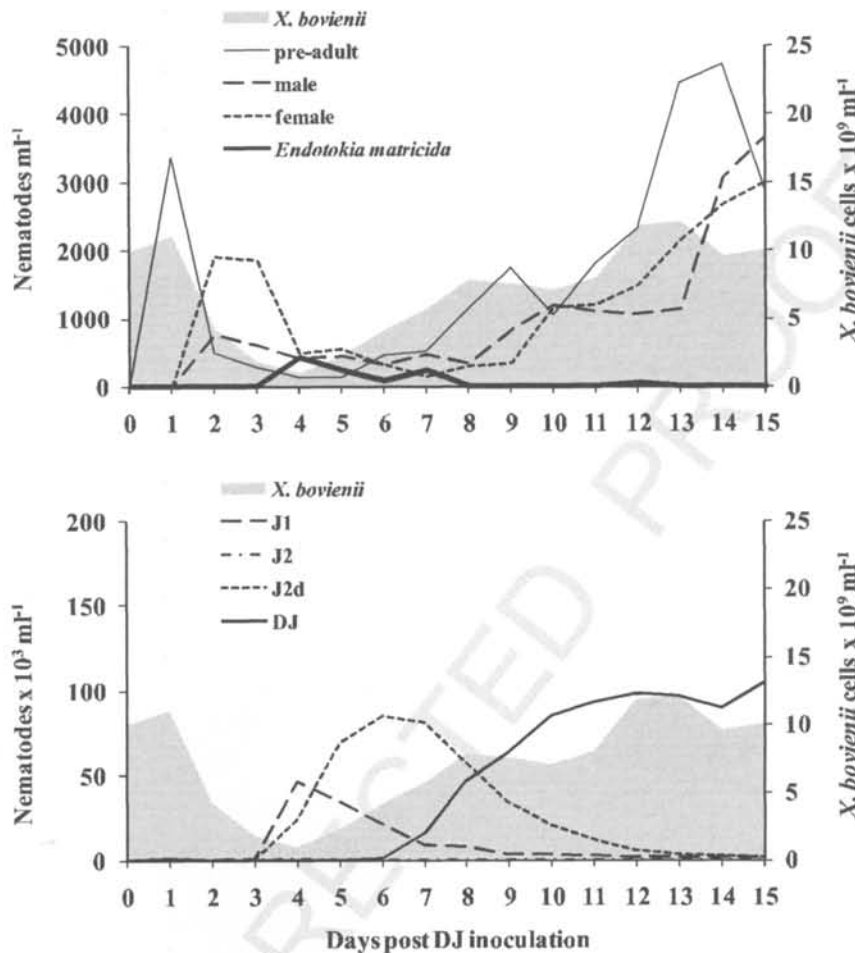 X. bovienii
pre-adult
male
female
Endotokia matricida
Nematodes ml⁻¹
5000
4000
3000
2000
1000
0
X. bovienii cells x 10⁹ ml⁻¹
25
20
15
10
5
0
0 1 2 3 4 5 6 7 8 9 10 11 12 13 14 15
X. bovienii
J1
J2
J2d
DJ
Nematodes x 10³ ml⁻¹
200
150
100
50
0
X. bovienii cells x 10⁹ ml⁻¹
25
20
15
10
5
0
0 1 2 3 4 5 6 7 8 9 10 11 12 13 14 15
Days post DJ inoculation
RECTED PROOF